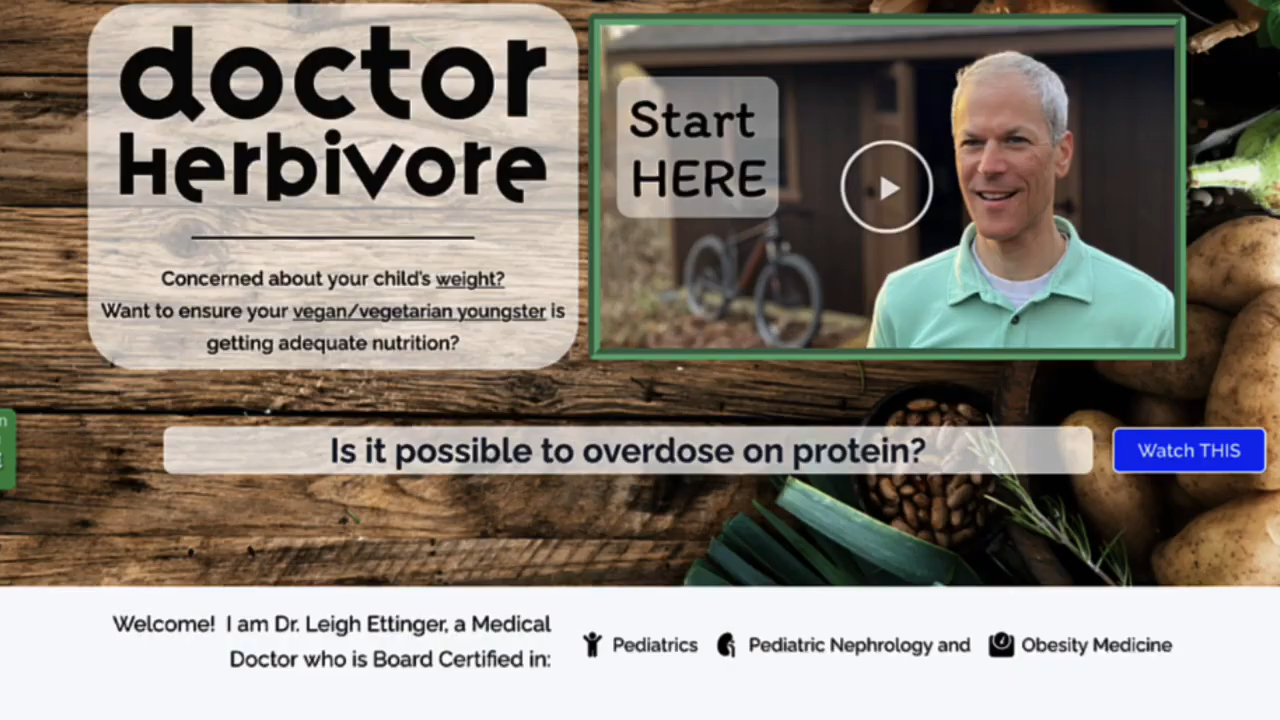 doctor
herbivore
Concerned about your child's weight?
Want to ensure your vegan/vegetarian youngster is
getting adequate nutrition?
Start
HERE
Is it possible to overdose on protein?
Watch THIS
Welcome! I am Dr. Leigh Ettinger, a Medical
Doctor who is Board Certified in:
Pediatrics
Pediatric Nephrology and
Obesity Medicine